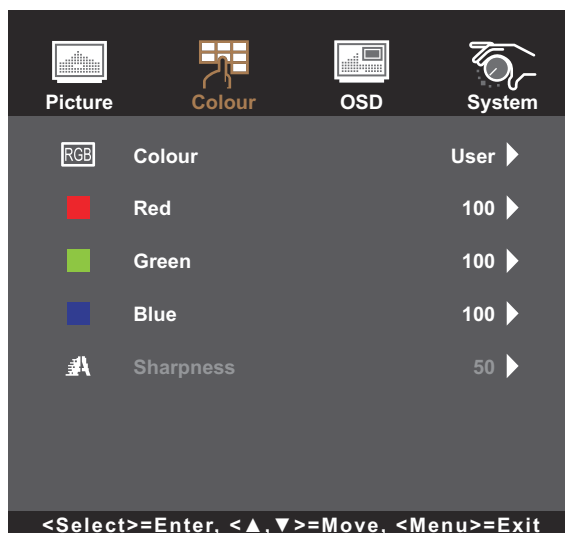 Picture Colour OSD System
RGB Colour User
Red 100
Green 100
Blue 100
Sharpness 50
<Select>=Enter, <▲,▼>=Move, <Menu>=Exit